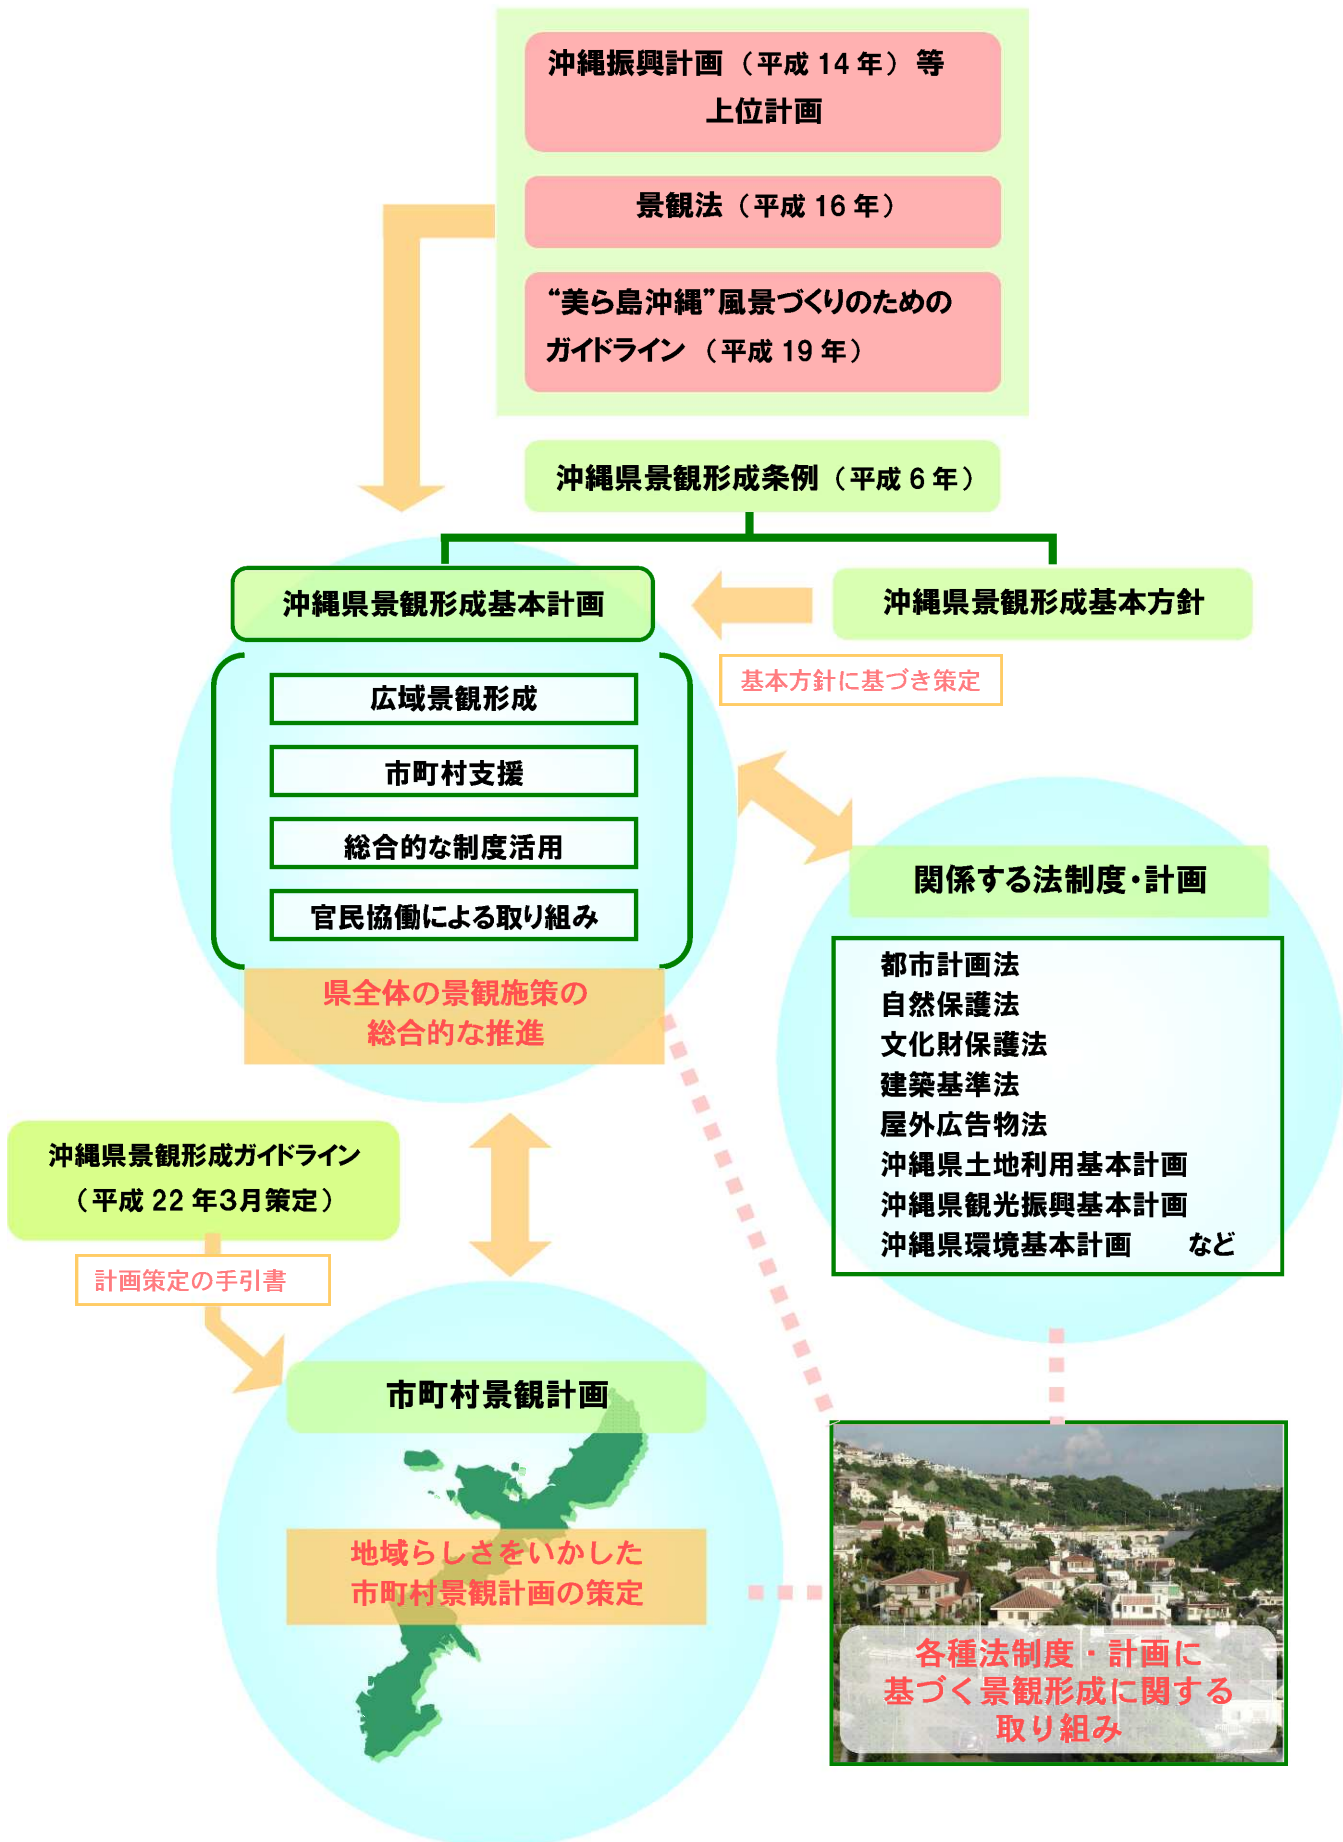 沖縄振興計画（平成 14 年）等
上位計画
景観法（平成 16 年）
“美ら島沖縄”風景づくりのための
ガイドライン（平成 19 年）
沖縄県景観形成条例（平成 6 年）
沖縄県景観形成基本計画
沖縄県景観形成基本方針
基本方針に基づき策定
広域景観形成
市町村支援
総合的な制度活用
官民協働による取り組み
県全体の景観施策の
総合的な推進
関係する法制度・計画
都市計画法
自然保護法
文化財保護法
建築基準法
屋外広告物法
沖縄県土地利用基本計画
沖縄県観光振興基本計画
沖縄県環境基本計画　　など
沖縄県景観形成ガイドライン
（平成 22 年3月策定）
計画策定の手引書
市町村景観計画
地域らしさをいかした
市町村景観計画の策定
各種法制度・計画に
基づく景観形成に関する
取り組み